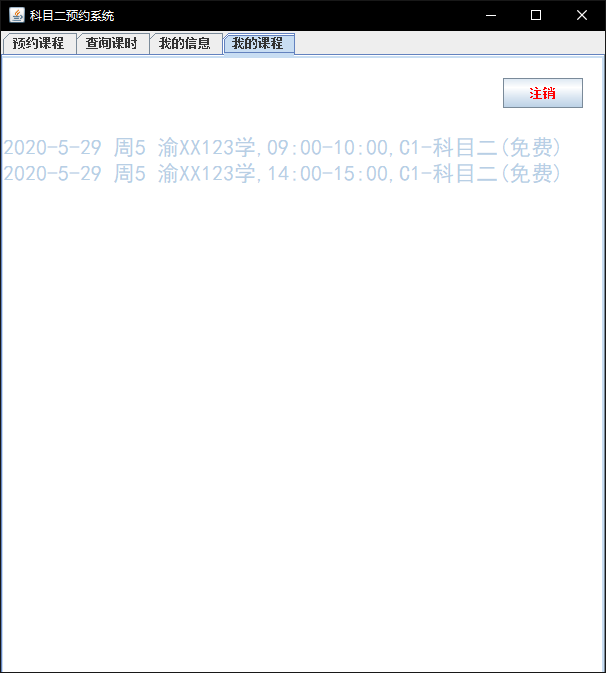 科目二预约系统
预约课程 查询课时 我的信息 我的课程
注销
2020-5-29 周5 渝XX123学,09:00-10:00,C1-科目二(免费)
2020-5-29 周5 渝XX123学,14:00-15:00,C1-科目二(免费)